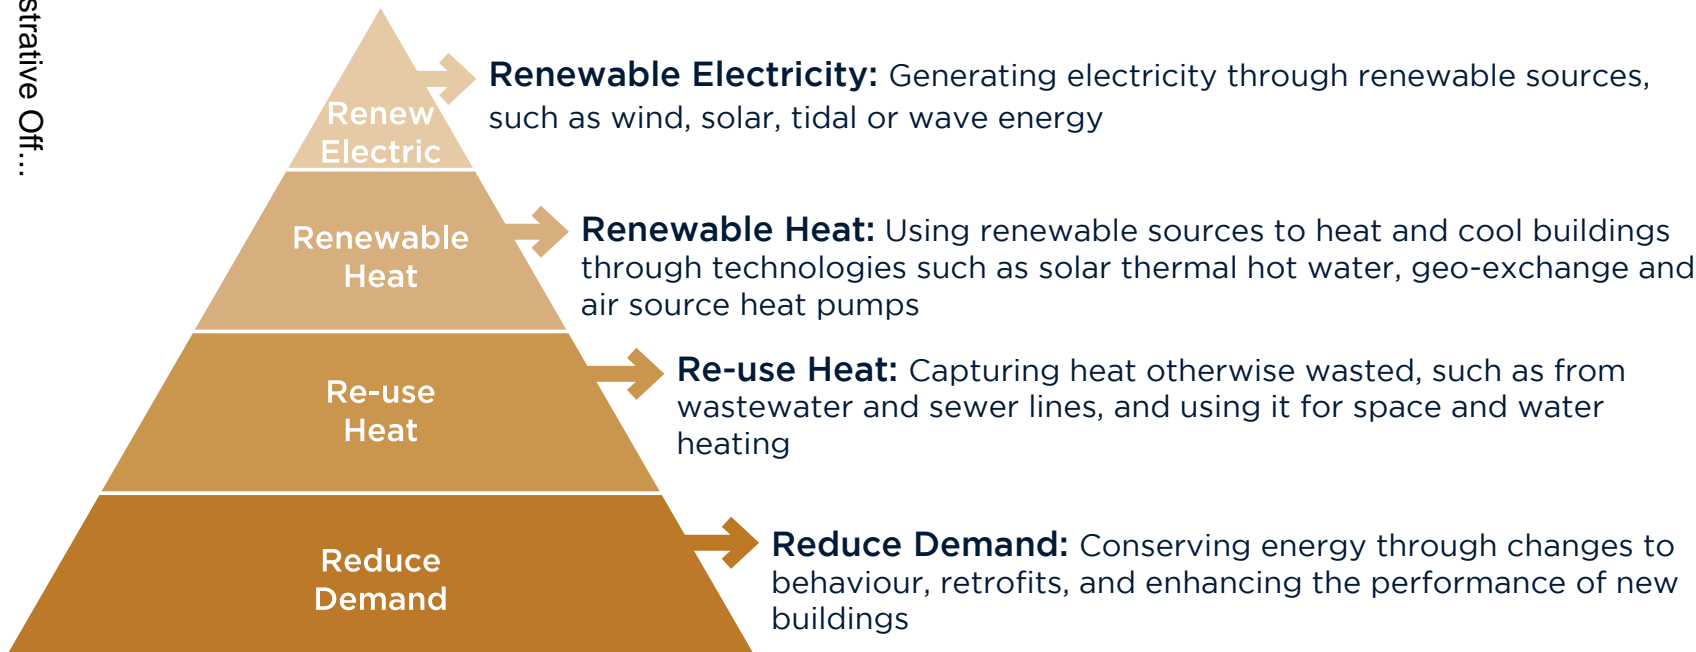 strative Off...
Renewable Electricity: Generating electricity through renewable sources,
such as wind, solar, tidal or wave energy
Renew
Electric
Renewable Heat: Using renewable sources to heat and cool buildings
through technologies such as solar thermal hot water, geo-exchange and
air source heat pumps
Renewable
Heat
Re-use Heat: Capturing heat otherwise wasted, such as from
wastewater and sewer lines, and using it for space and water
heating
Re-use
Heat
Reduce Demand: Conserving energy through changes to
behaviour, retrofits, and enhancing the performance of new
buildings
Reduce
Demand